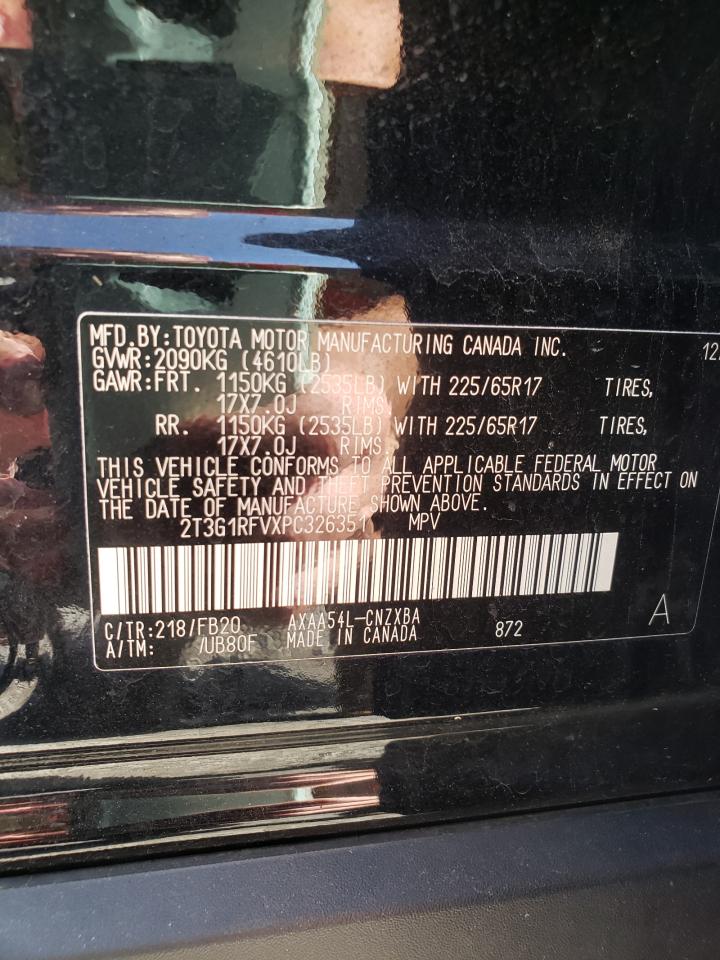 MFD.BY:TOYOTA MOTOR MANUFACTURING CANADA INC. 12
GVWR:2090KG (4610LB)
GAWR:FRT. 1150KG (2535LB) WITH 225/65R17 TIRES,
17X7.0J RIMS,
RR. 1150KG (2535LB) WITH 225/65R17 TIRES,
17X7.0J RIMS.
THIS VEHICLE CONFORMS TO ALL APPLICABLE FEDERAL MOTOR
VEHICLE SAFETY AND THEFT PREVENTION STANDARDS IN EFFECT ON
THE DATE OF MANUFACTURE SHOWN ABOVE.
2T3G1RFVXPC326351 MPV
C/TR:218/FB20 AXAA54L-CNZXBA
A/TM: /UB80F MADE IN CANADA 872 A